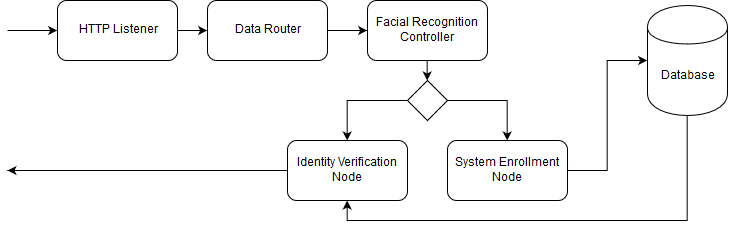 HTTP Listener
Data Router
Facial Recognition
Controller
Database
Identity Verification
Node
System Enrollment
Node